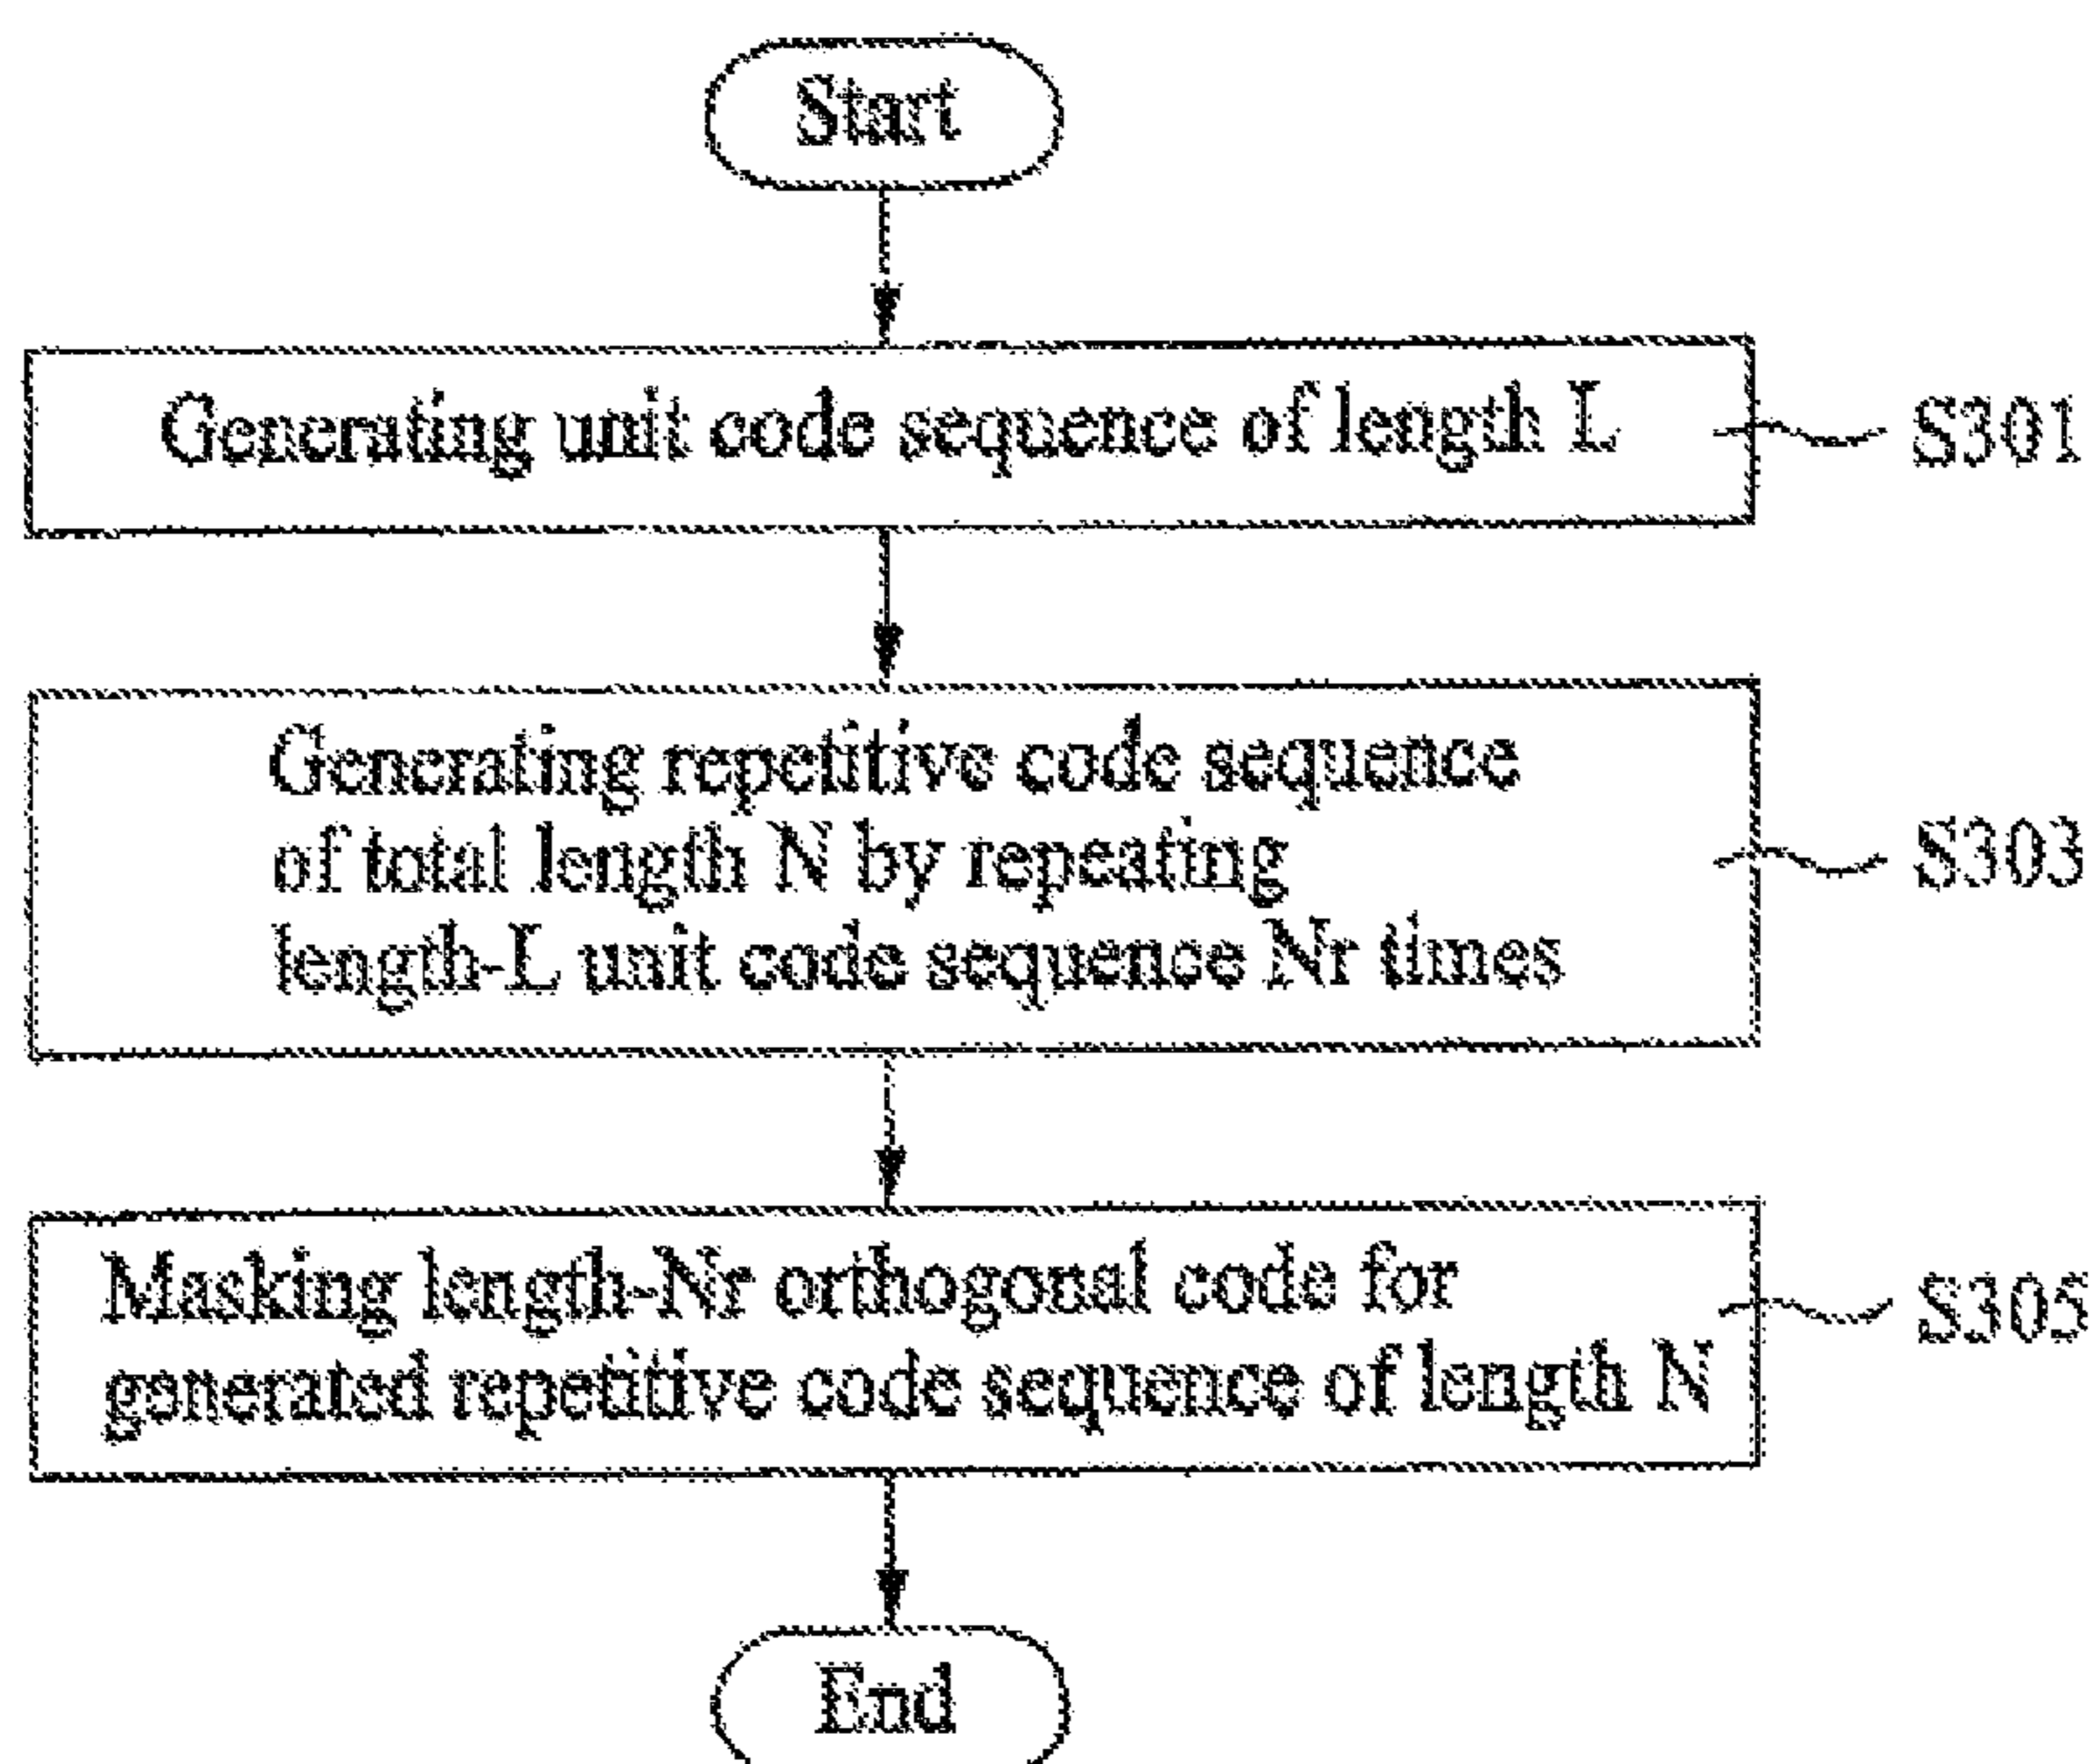 Start
Generating unit code sequence of length L
S301
Generating repetitive code sequence
of total length N by repeating
length-L unit code sequence Nr times
S303
Masking length-Nr orthogonal code for
generated repetitive code sequence of length N
S305
End